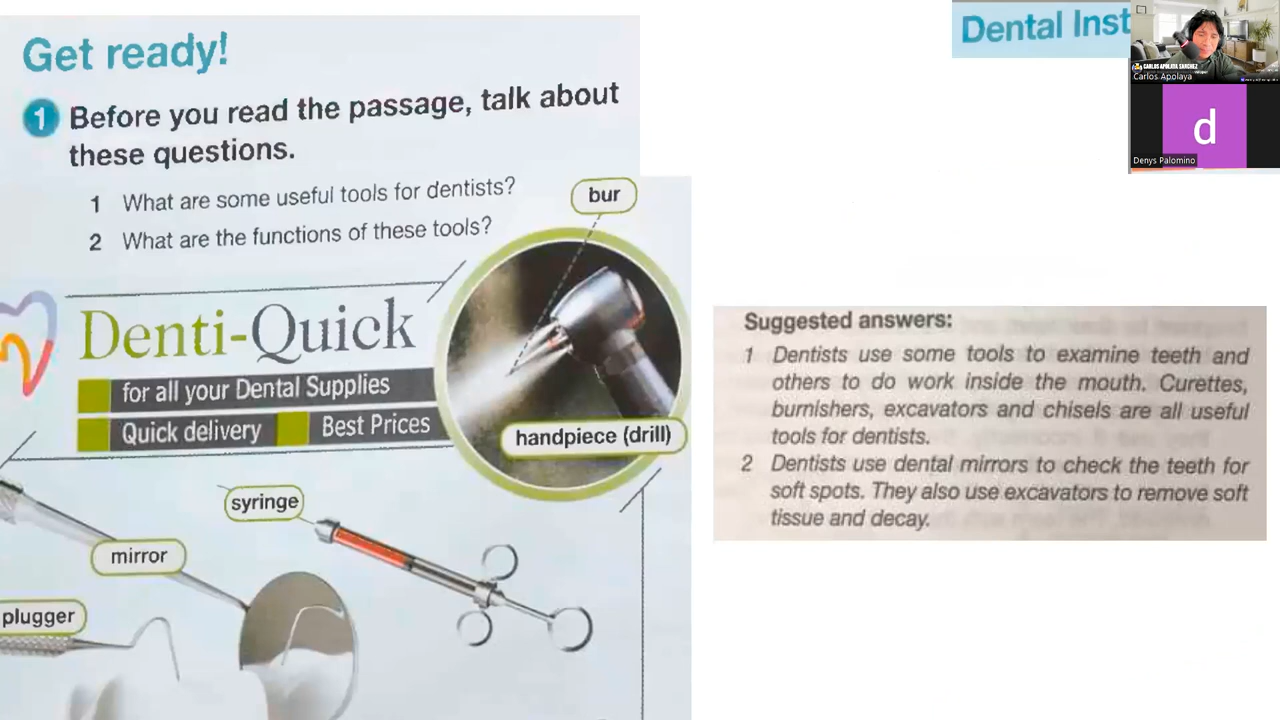 Get ready!
1 Before you read the passage, talk about
these questions.
1 What are some useful tools for dentists?
2 What are the functions of these tools?
bur
Denti-Quick
for all your Dental Supplies
Quick delivery Best Prices
handpiece (drill)
syringe
mirror
plugger
Dental Inst
CARLOS APOLAYA SANCHEZ
Carlos Apolaya
d
Denys Palomino
Suggested answers:
1 Dentists use some tools to examine teeth and
others to do work inside the mouth. Curettes,
burnishers, excavators and chisels are all useful
tools for dentists.
2 Dentists use dental mirrors to check the teeth for
soft spots. They also use excavators to remove soft
tissue and decay.